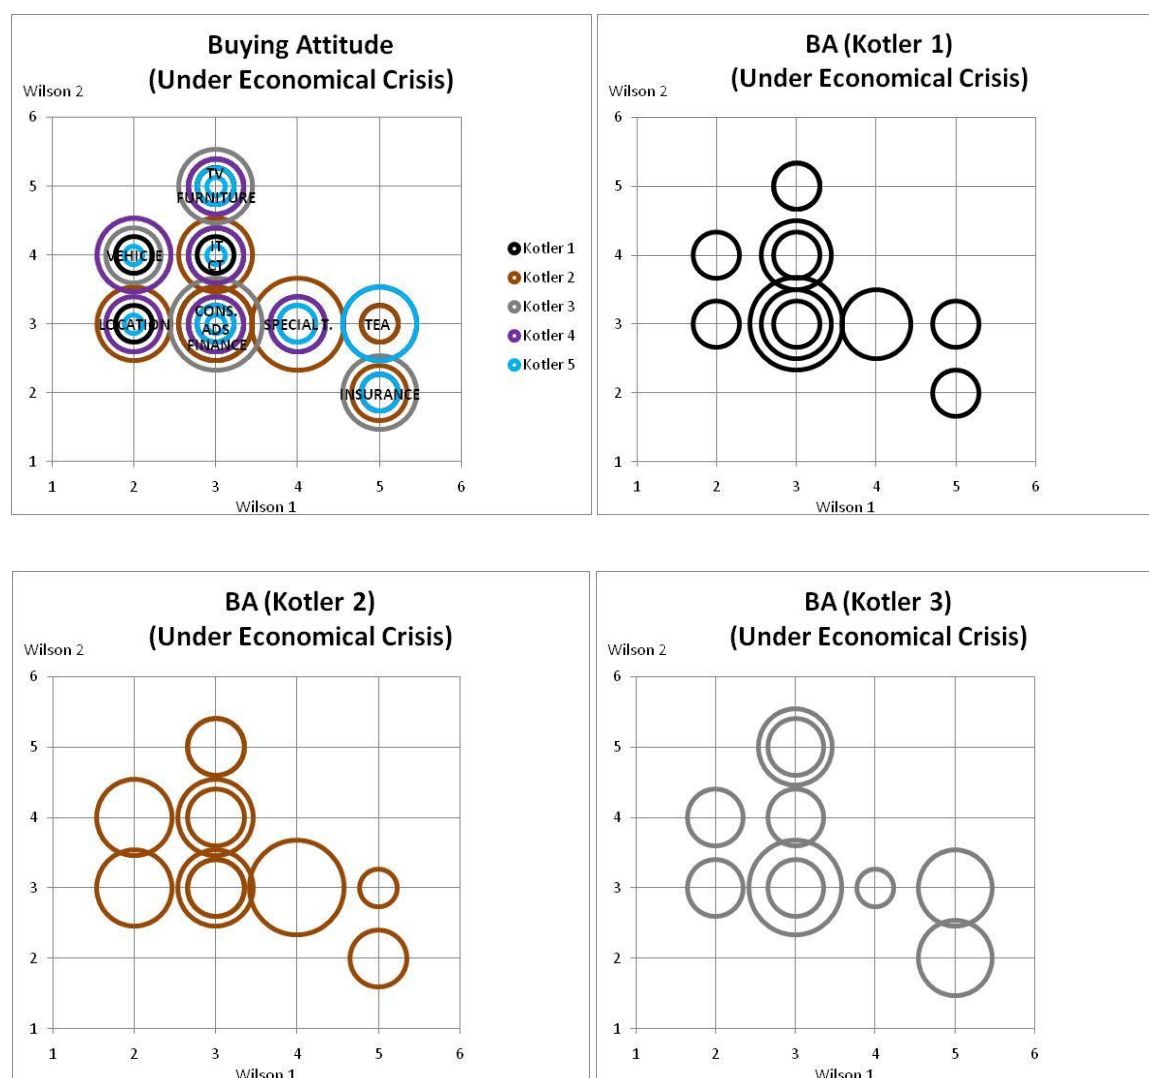 Buying Attitude
(Under Economical Crisis)
Wilson 2
6
5
4
3
2
1
1 2 3 4 5 6
Wilson 1
TV
FURNITURE
VEHICLE
IT
CT
LOCATION
CONS.
ADS
FINANCE
SPECIAL T.
TEA
INSURANCE
Kotler 1
Kotler 2
Kotler 3
Kotler 4
Kotler 5
BA (Kotler 1)
(Under Economical Crisis)
Wilson 2
6
5
4
3
2
1
1 2 3 4 5 6
Wilson 1
BA (Kotler 2)
(Under Economical Crisis)
Wilson 2
6
5
4
3
2
1
1 2 3 4 5 6
Wilson 1
BA (Kotler 3)
(Under Economical Crisis)
Wilson 2
6
5
4
3
2
1
1 2 3 4 5 6
Wilson 1